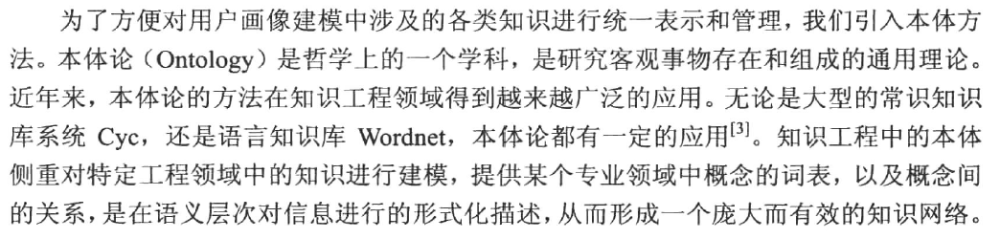 为了方便对用户画像建模中涉及的各类知识进行统一表示和管理，我们引入本体方
法。本体论（Ontology）是哲学上的一个学科，是研究客观事物存在和组成的通用理论。
近年来，本体论的方法在知识工程领域得到越来越广泛的应用。无论是大型的常识知识
库系统 Cyc，还是语言知识库 Wordnet，本体论都有一定的应用[3]。知识工程中的本体
侧重对特定工程领域中的知识进行建模，提供某个专业领域中概念的词表，以及概念间
的关系，是在语义层次对信息进行的形式化描述，从而形成一个庞大而有效的知识网络。